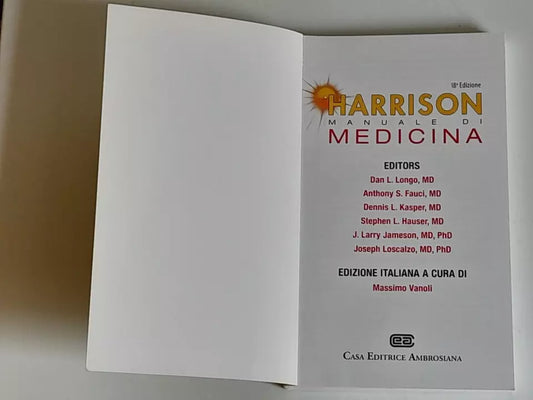 18ª Edizione
HARRISON
MANUALE DI
MEDICINA
EDITORS
Dan L. Longo, MD
Anthony S. Fauci, MD
Dennis L. Kasper, MD
Stephen L. Hauser, MD
J. Larry Jameson, MD, PhD
Joseph Loscalzo, MD, PhD
EDIZIONE ITALIANA A CURA DI
Massimo Vanoli
cea
CASA EDITRICE AMBROSIANA